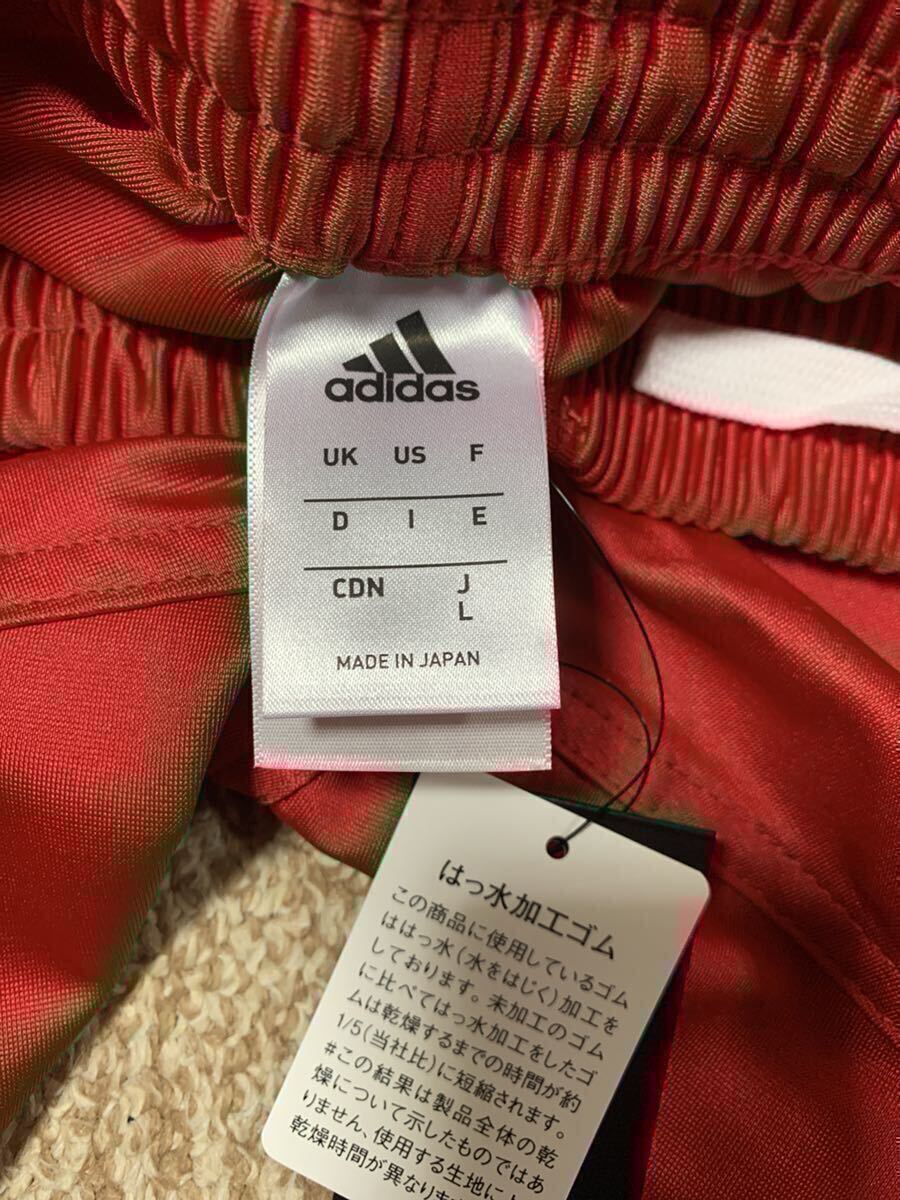 adidas
UK US F
D I E
CDN J
L
MADE IN JAPAN
はっ水加工ゴム
この商品に使用しているゴム
ははっ水(水をはじく)加工を
しております。未加工のゴム
に比べてはっ水加工をしたゴ
ムは乾燥するまでの時間が約
1/5(当社比)に短縮されます。
#この結果は製品全体の乾
燥について示したものではあ
りません、使用する生地によ
乾燥時間が異なりま